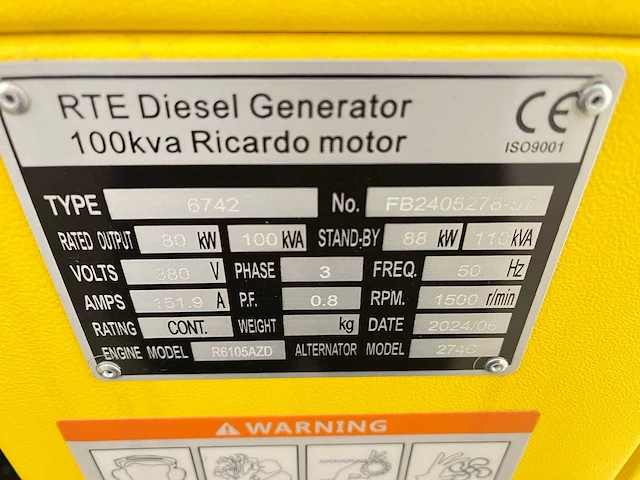 RTE Diesel Generator
100kva Ricardo motor
CE
ISO9001
TYPE 6742 No. FB2405278-57
RATED OUTPUT 80 kW 100 KVA STAND-BY 88 kW 110 KVA
VOLTS 380 V PHASE 3 FREQ. 50 Hz
AMPS 151.9 A P.F. 0.8 RPM. 1500 r/min
RATING CONT. WEIGHT kg DATE 2024/06
ENGINE MODEL R6105AZD ALTERNATOR MODEL 274C
WARNING